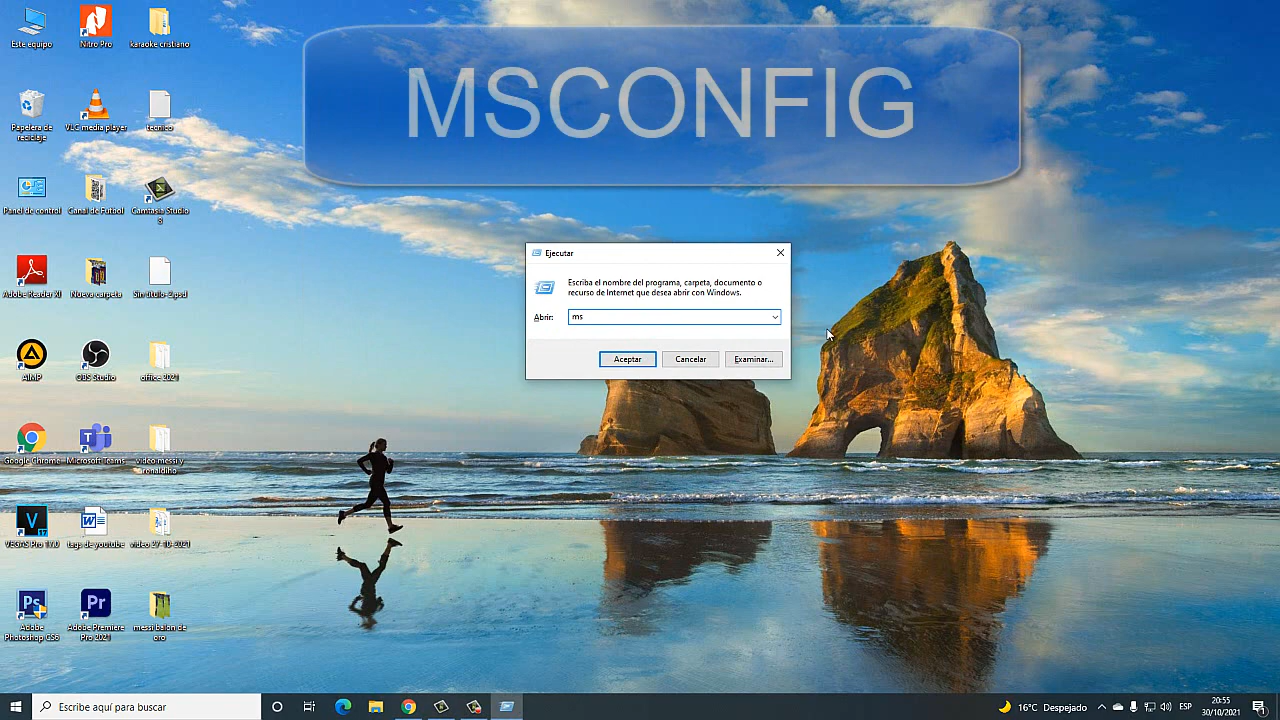 MSCONFIG
Este equipo
Nitro Pro
karaoke cristiano
Papelera de
reciclaje
VLC media player
tecnico
Panel de control
Canal de Futbol
Camtasia Studio
8
Adobe Reader XI
Nueva carpeta
Sin título-2.psd
AIMP
OBS Studio
office 2021
Google Chrome
Microsoft Teams
video messi y
ronaldiho
VEGAS Pro 17.0
tags de youtube
video 27-10-2021
Adobe
Photoshop CS6
Adobe Premiere
Pro 2021
messi balon de
oro
Ejecutar
Escriba el nombre del programa, carpeta, documento o
recurso de Internet que desea abrir con Windows.
Abrir:
ms
Aceptar
Cancelar
Examinar...
Escribe aquí para buscar
16°C Despejado
ESP
20:55
30/10/2021
1